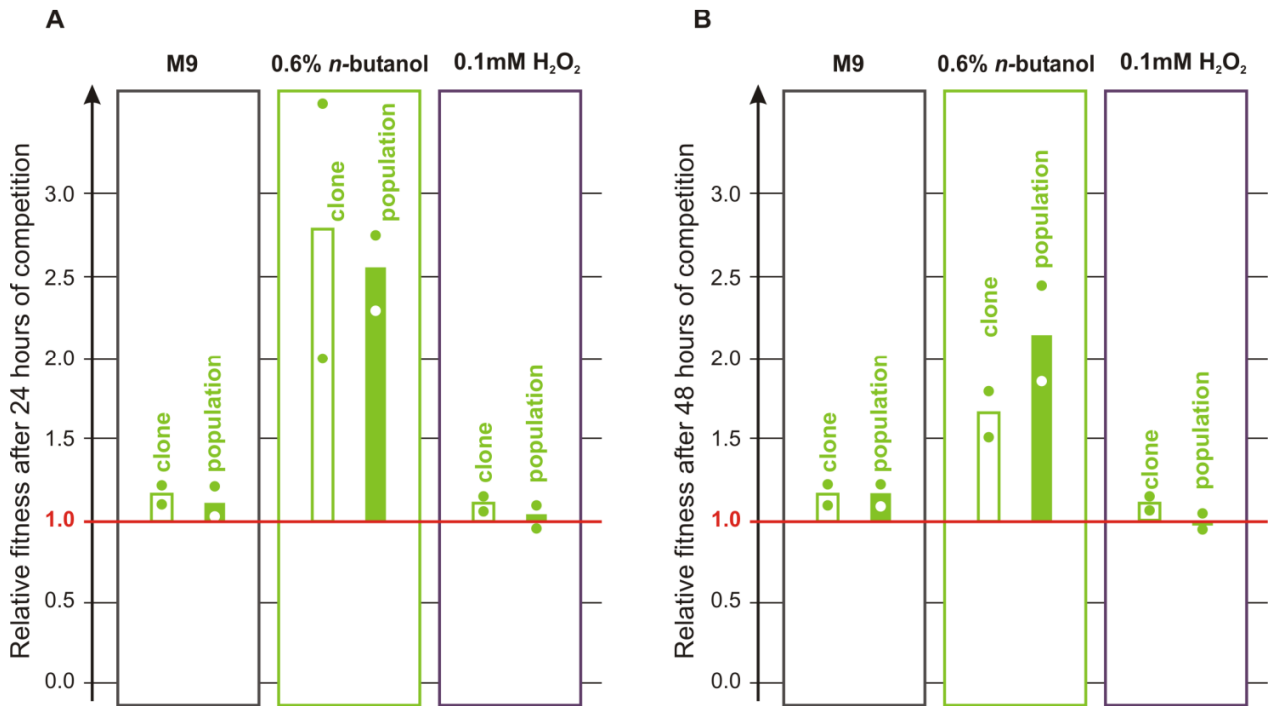 A
M9
0.6% n-butanol
0.1mM H₂O₂
Relative fitness after 24 hours of competition
3.0
2.5
2.0
1.5
1.0
0.5
0.0
clone
population
clone
population
clone
population
B
M9
0.6% n-butanol
0.1mM H₂O₂
Relative fitness after 48 hours of competition
3.0
2.5
2.0
1.5
1.0
0.5
0.0
clone
population
clone
population
clone
population